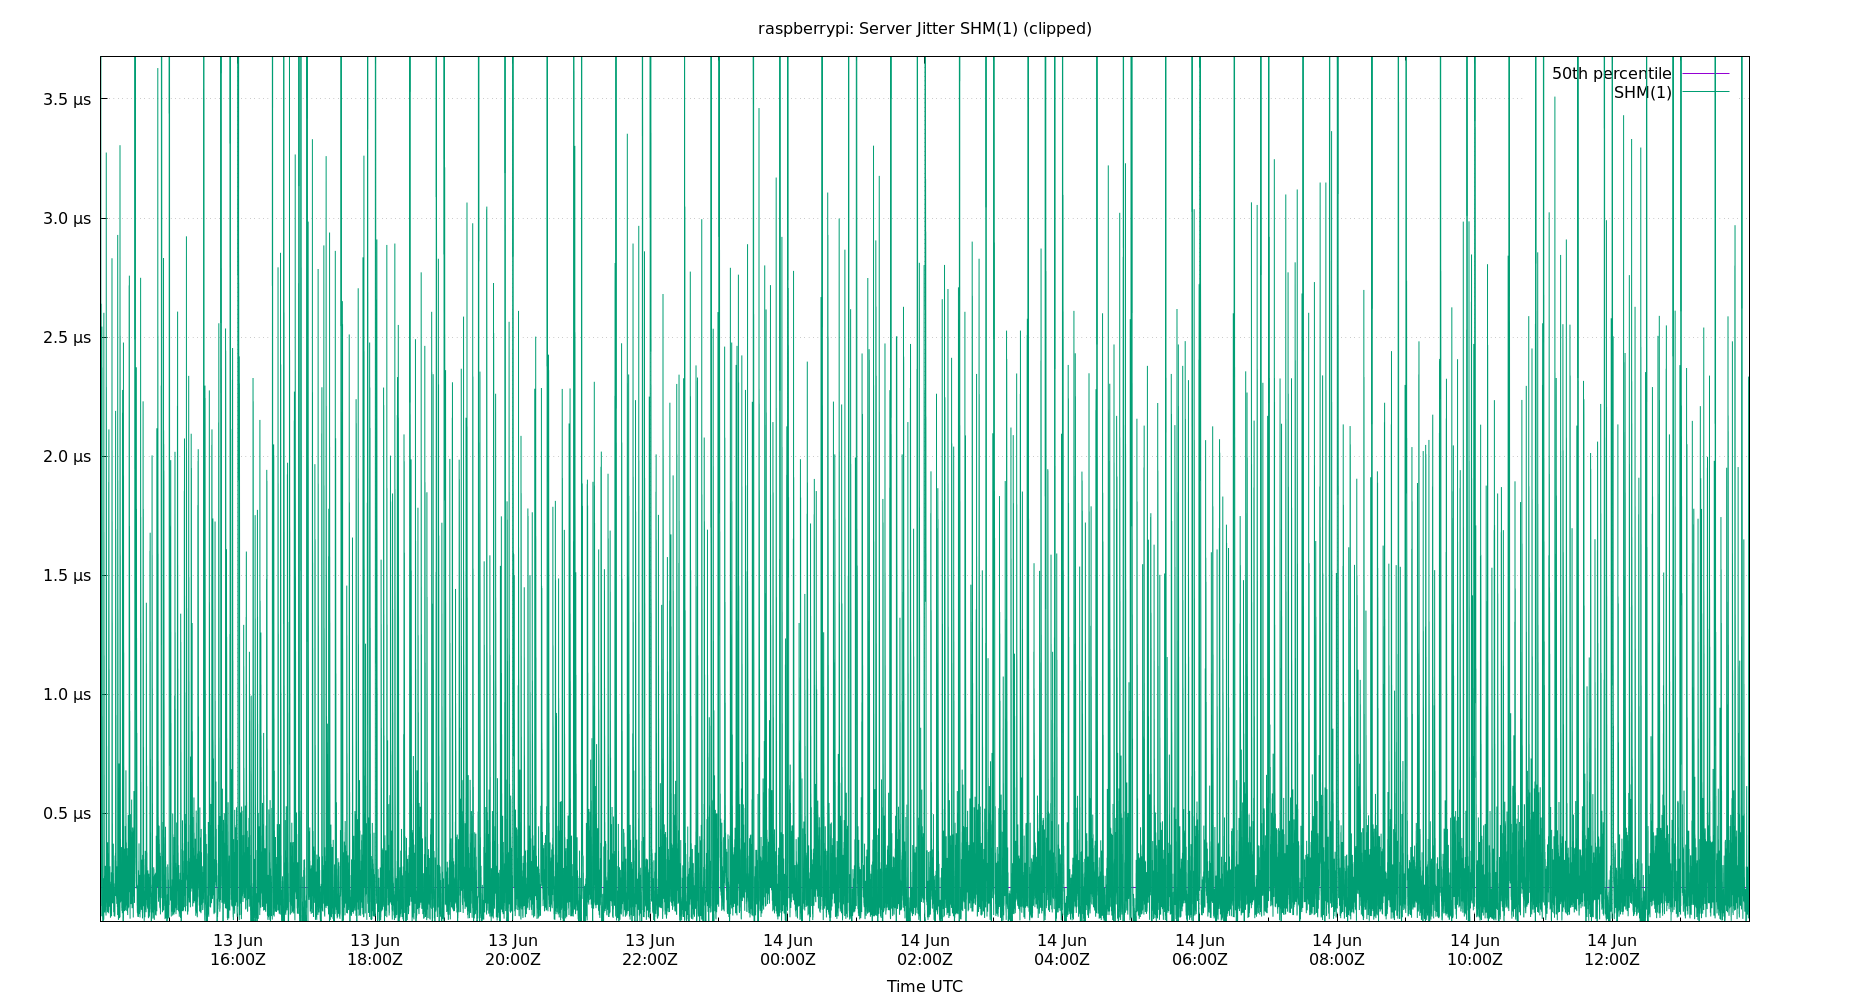 raspberrypi: Server Jitter SHM(1) (clipped)
50th percentile
SHM(1)
3.5 µs
3.0 µs
2.5 µs
2.0 µs
1.5 µs
1.0 µs
0.5 µs
13 Jun 13 Jun 13 Jun 13 Jun 14 Jun 14 Jun 14 Jun 14 Jun 14 Jun 14 Jun 14 Jun
16:00Z 18:00Z 20:00Z 22:00Z 00:00Z 02:00Z 04:00Z 06:00Z 08:00Z 10:00Z 12:00Z
Time UTC